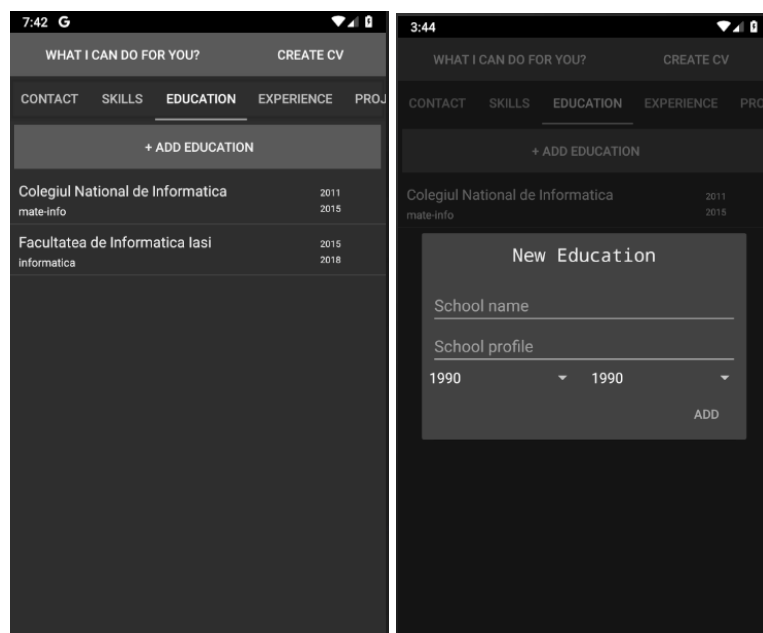 7:42 G
WHAT I CAN DO FOR YOU? CREATE CV
CONTACT SKILLS EDUCATION EXPERIENCE PROJ
+ ADD EDUCATION
Colegiul National de Informatica 2011
mate-info 2015
Facultatea de Informatica Iasi 2015
informatica 2018
3:44
WHAT I CAN DO FOR YOU? CREATE CV
CONTACT SKILLS EDUCATION EXPERIENCE PRO
+ ADD EDUCATION
Colegiul National de Informatica 2011
mate-info 2015
New Education
School name
School profile
1990 1990
ADD